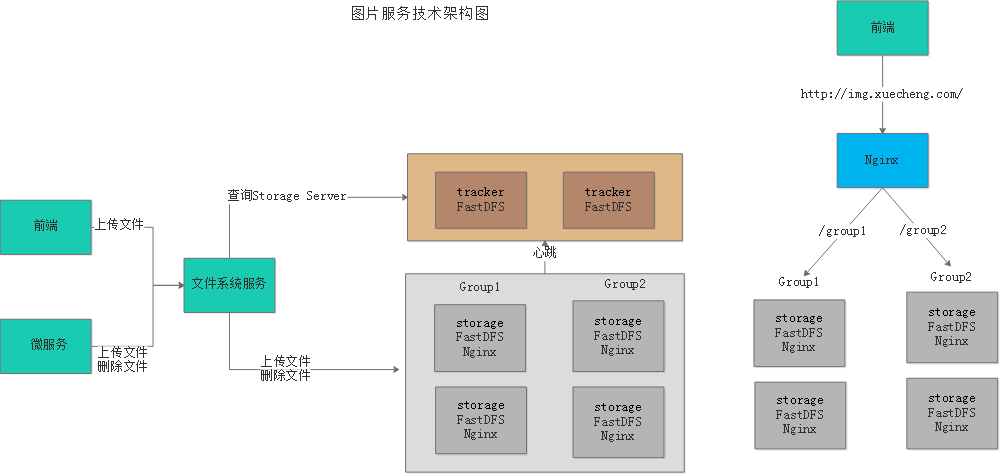 图片服务技术架构图
前端
上传文件
微服务
上传文件
删除文件
文件系统服务
查询Storage Server
上传文件
删除文件
tracker
FastDFS
tracker
FastDFS
心跳
Group1
Group2
storage
FastDFS
Nginx
storage
FastDFS
Nginx
storage
FastDFS
Nginx
storage
FastDFS
Nginx
前端
http://img.xuecheng.com/
Nginx
/group1
/group2
Group1
Group2
storage
FastDFS
Nginx
storage
FastDFS
Nginx
storage
FastDFS
Nginx
storage
FastDFS
Nginx